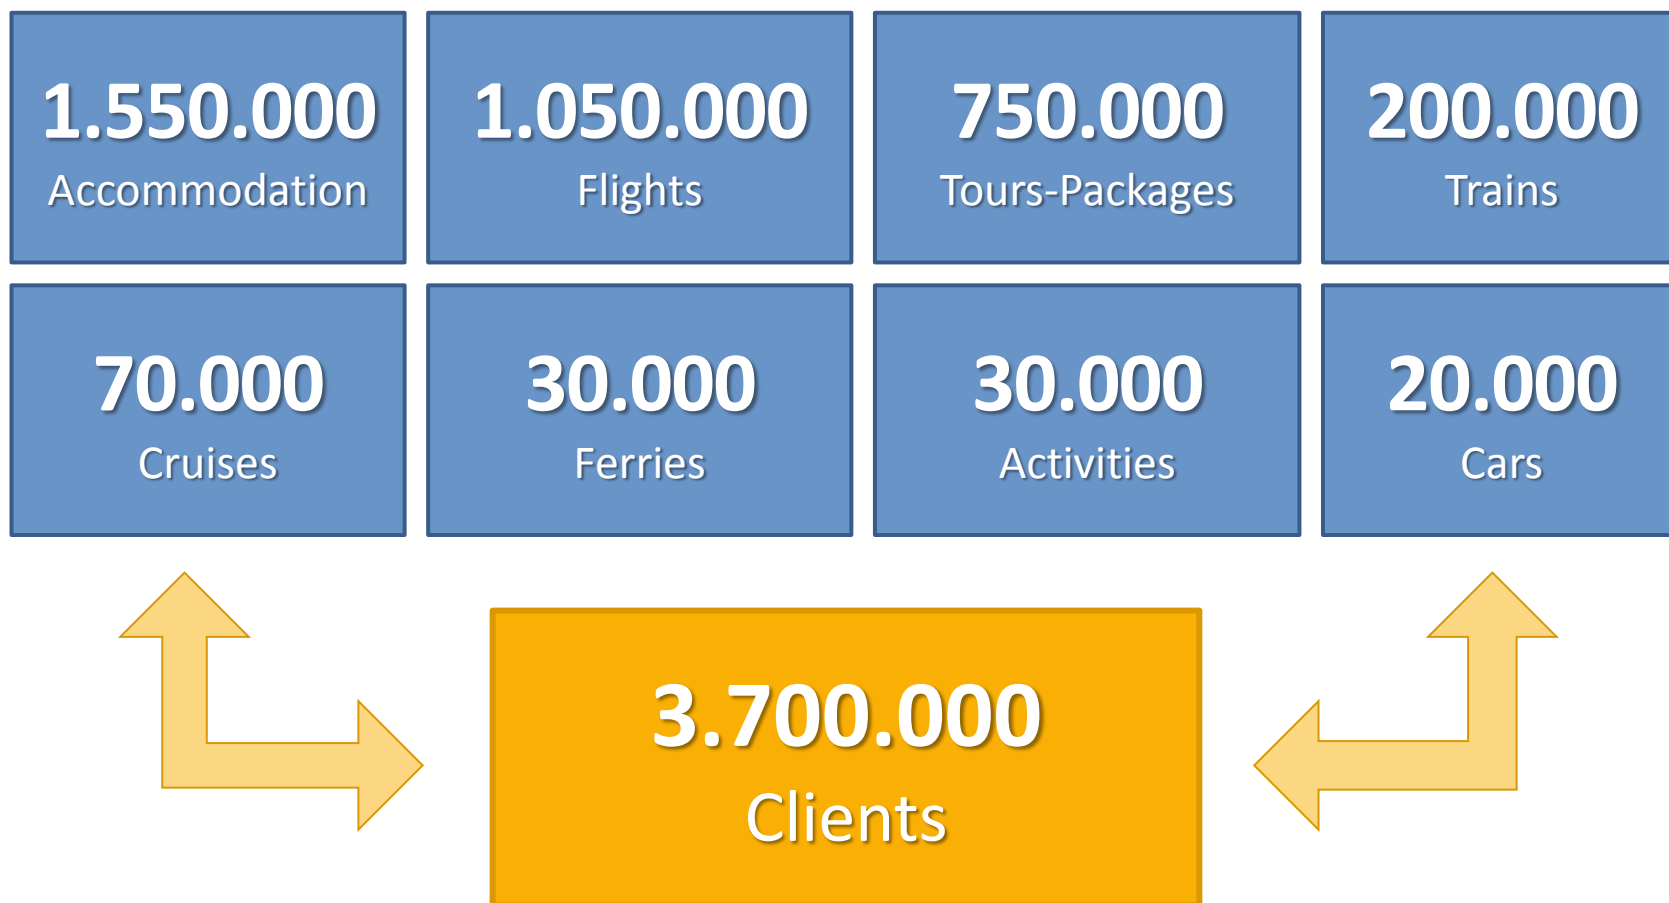 1.550.000
Accommodation
1.050.000
Flights
750.000
Tours-Packages
200.000
Trains
70.000
Cruises
30.000
Ferries
30.000
Activities
20.000
Cars
3.700.000
Clients